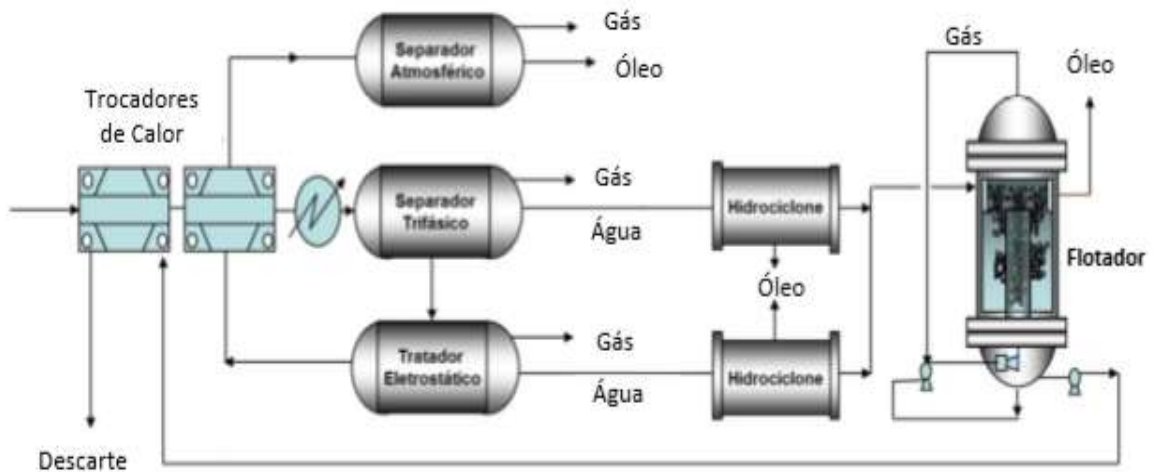 Gás
Separador
Atmosférico
Óleo
Gás
Óleo
Trocadores
de Calor
Separador
Trifásico
Gás
Água
Hidrociclone
Flotador
Óleo
Tratador
Eletrostático
Gás
Água
Hidrociclone
Descarte